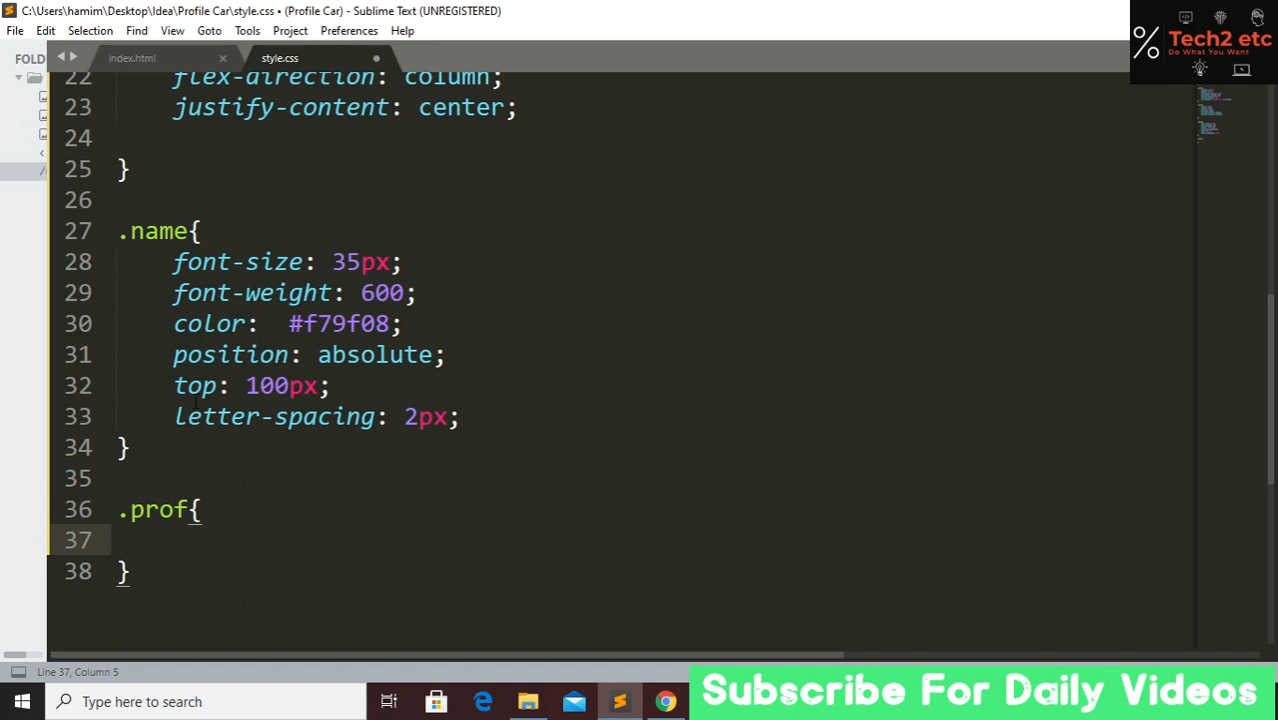 C:\Users\hamim\Desktop\Idea\Profile Car\style.css • (Profile Car) - Sublime Text (UNREGISTERED)
File Edit Selection Find View Goto Tools Project Preferences Help
% Tech2 etc
Do What You Want
FOLD
index.html × style.css
22 flex-direction: column;
23 justify-content: center;
24
25 }
26
27 .name{
28 font-size: 35px;
29 font-weight: 600;
30 color:  #f79f08;
31 position: absolute;
32 top: 100px;
33 letter-spacing: 2px;
34 }
35
36 .prof{
37
38 }
Line 37, Column 5
Type here to search
Subscribe For Daily Videos